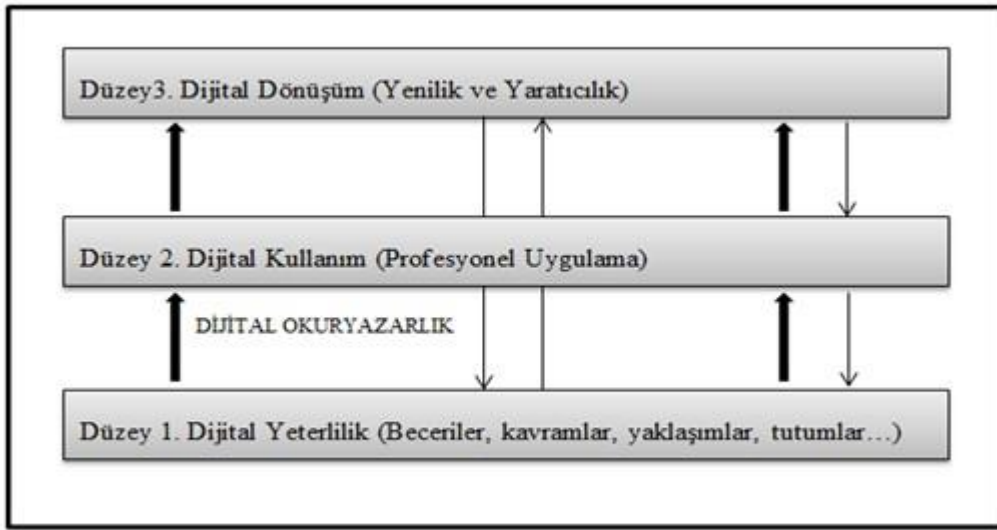 Düzey3. Dijital Dönüşüm (Yenilik ve Yaratıcılık)
Düzey 2. Dijital Kullanım (Profesyonel Uygulama)
DİJİTAL OKURYAZARLIK
Düzey 1. Dijital Yeterlilik (Beceriler, kavramlar, yaklaşımlar, tutumlar…)